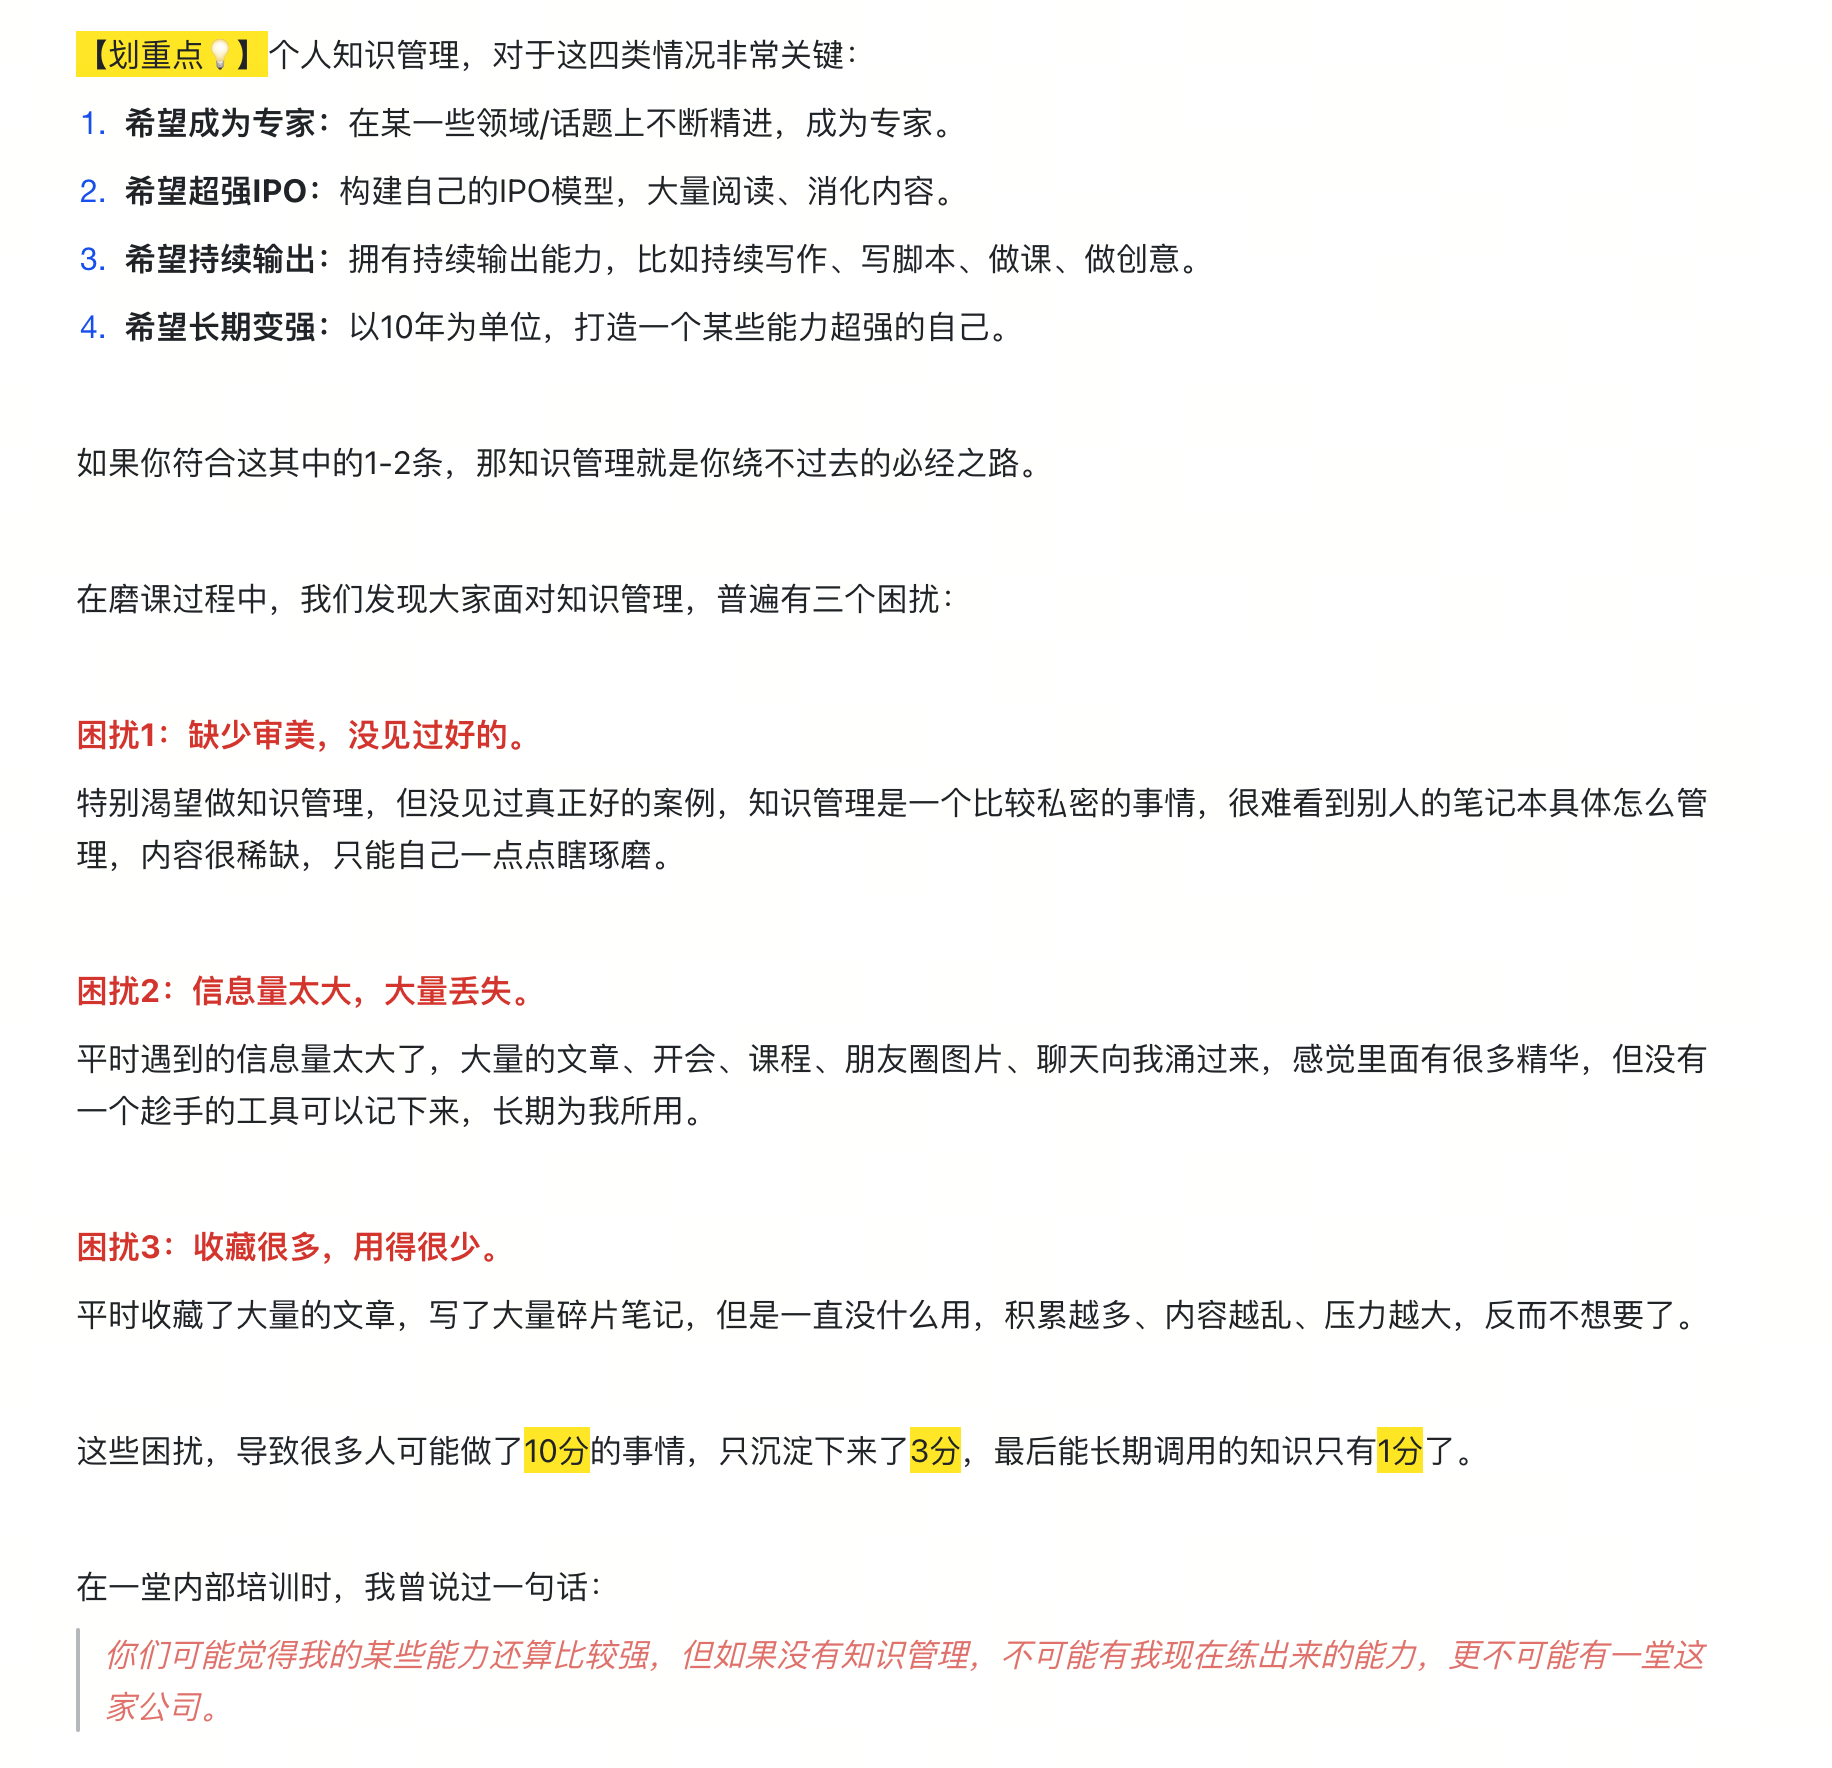 【划重点💡】个人知识管理，对于这四类情况非常关键：
1. 希望成为专家：在某一些领域/话题上不断精进，成为专家。
2. 希望超强IPO：构建自己的IPO模型，大量阅读、消化内容。
3. 希望持续输出：拥有持续输出能力，比如持续写作、写脚本、做课、做创意。
4. 希望长期变强：以10年为单位，打造一个某些能力超强的自己。
如果你符合这其中的1-2条，那知识管理就是你绕不过去的必经之路。
在磨课过程中，我们发现大家面对知识管理，普遍有三个困扰：
困扰1：缺少审美，没见过好的。
特别渴望做知识管理，但没见过真正好的案例，知识管理是一个比较私密的事情，很难看到别人的笔记本具体怎么管
理，内容很稀缺，只能自己一点点瞎琢磨。
困扰2：信息量太大，大量丢失。
平时遇到的信息量太大了，大量的文章、开会、课程、朋友圈图片、聊天向我涌过来，感觉里面有很多精华，但没有
一个趁手的工具可以记下来，长期为我所用。
困扰3：收藏很多，用得很少。
平时收藏了大量的文章，写了大量碎片笔记，但是一直没什么用，积累越多、内容越乱、压力越大，反而不想要了。
这些困扰，导致很多人可能做了10分的事情，只沉淀下来了3分，最后能长期调用的知识只有1分了。
在一堂内部培训时，我曾说过一句话：
你们可能觉得我的某些能力还算比较强，但如果没有知识管理，不可能有我现在练出来的能力，更不可能有一堂这
家公司。